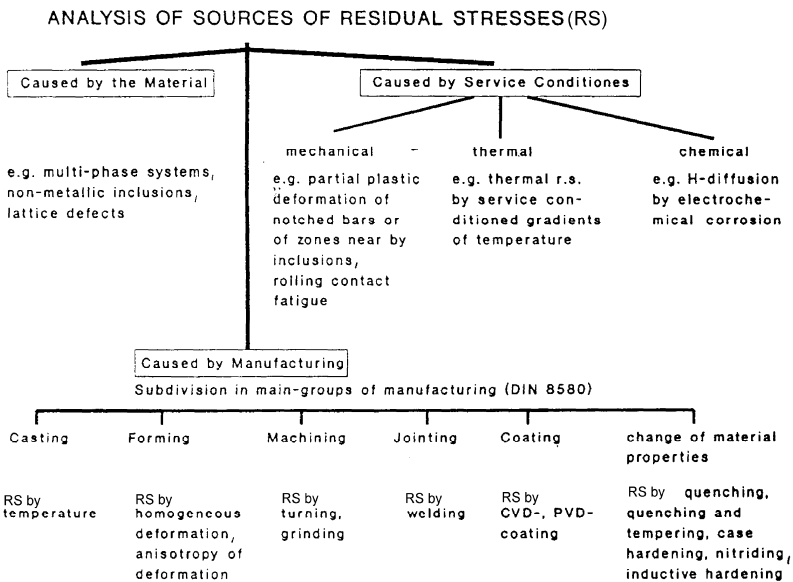 ANALYSIS OF SOURCES OF RESIDUAL STRESSES (RS)
Caused by the Material
Caused by Service Conditiones
e.g. multi-phase systems,
non-metallic inclusions,
lattice defects
mechanical
e.g. partial plastic
deformation of
notched bars or
of zones near by
inclusions,
rolling contact
fatigue
thermal
e.g. thermal r.s.
by service con-
ditioned gradients
of temperature
chemical
e.g. H-diffusion
by electroche-
mical corrosion
Caused by Manufacturing
Subdivision in main-groups of manufacturing (DIN 8580)
Casting
RS by
temperature
Forming
RS by
homogeneous
deformation,
anisotropy of
deformation
Machining
RS by
turning,
grinding
Jointing
RS by
welding
Coating
RS by
CVD-, PVD-
coating
change of material
properties
RS by quenching,
quenching and
tempering, case
hardening, nitriding,
inductive hardening